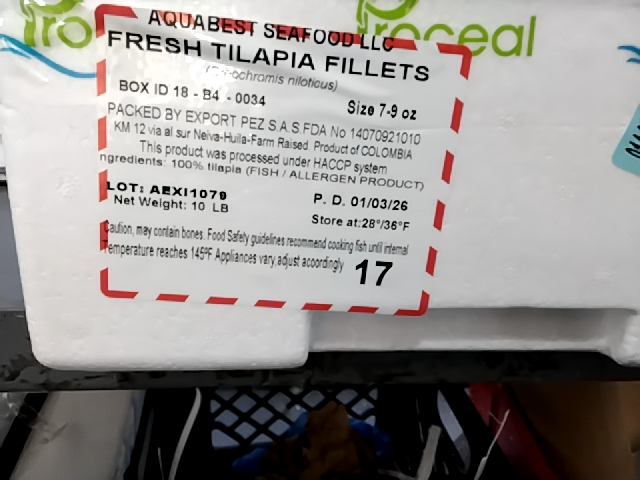 AQUABEST SEAFOOD LLC
roceal
FRESH TILAPIA FILLETS
niloticus)
BOX ID 18 - B4 - 0034
Size 7-9 oz
PACKED BY EXPORT PEZ S.A.S FDA No 14070921010
KM 12 via al sur Neiva-Huila-Farm Raised Product of COLOMBIA
This product was processed under HACCP system
ngredients: 100% tilapia (FISH / ALLERGEN PRODUCT)
LOT: AEXI1079
P. D. 01/03/26
Net Weight: 10 LB
Store at:28°/36°F
Caution, may contain bones. Food Safety guidelines recommend cooking fish until internal
Temperature reaches 145°F Appliances vary, adjust acoordingly
17